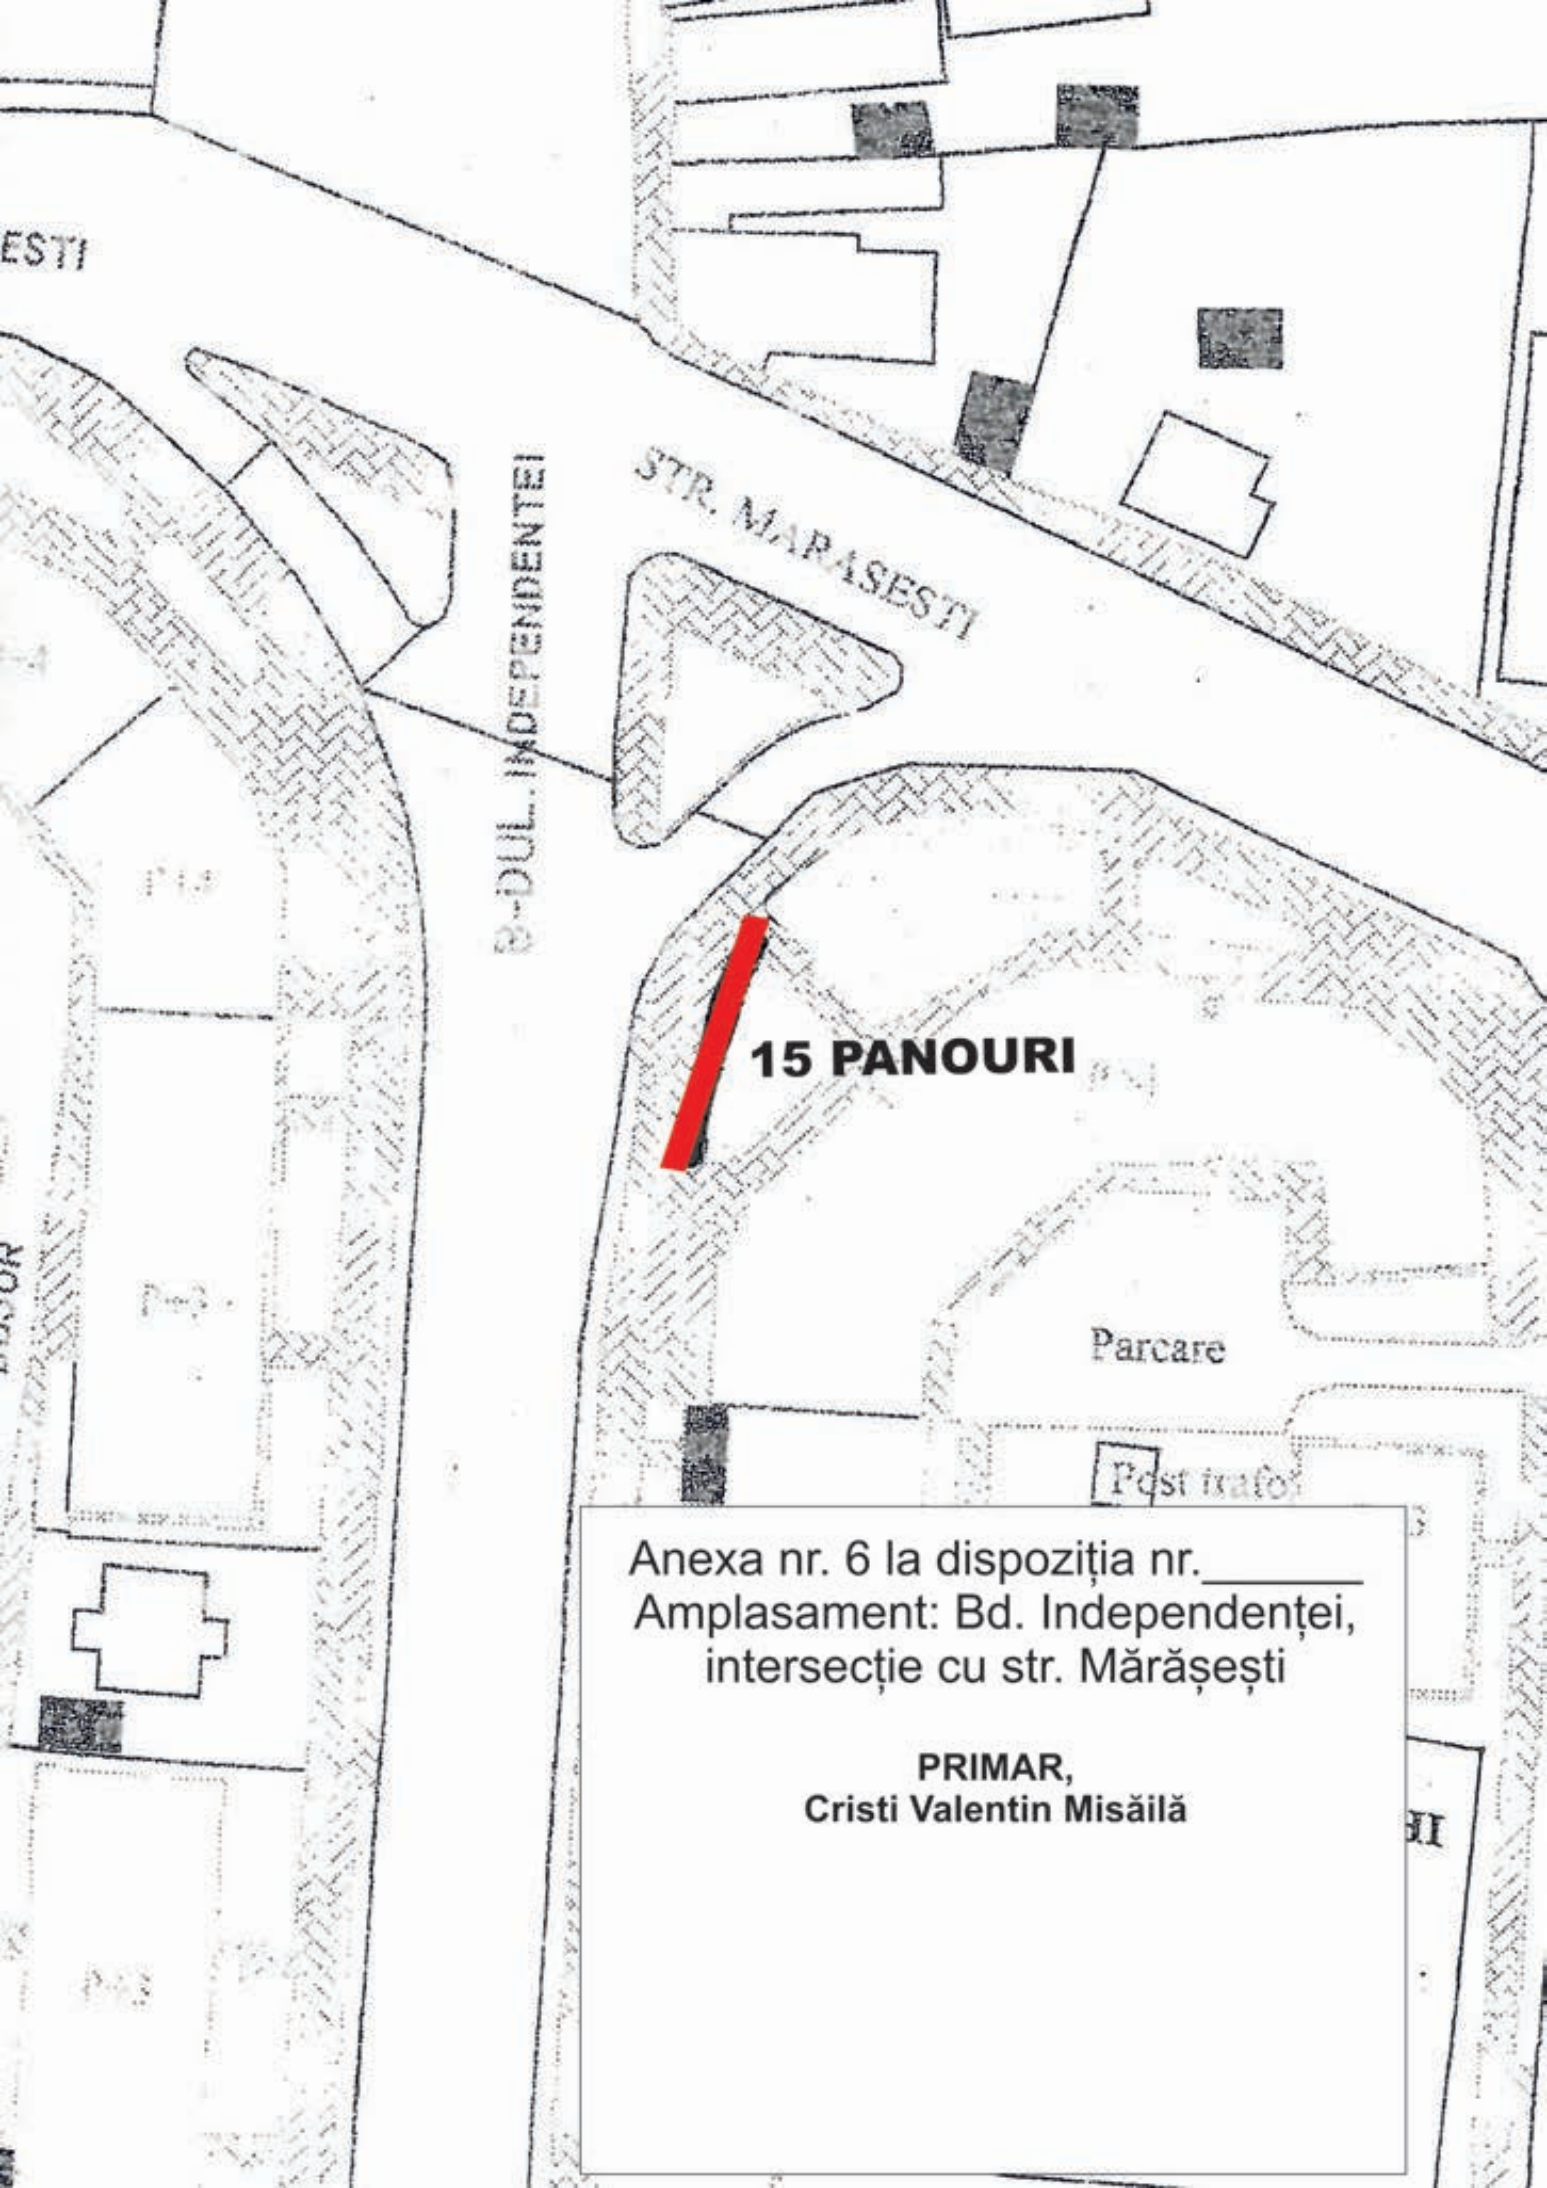 ESTI
B-DUL. INDEPENDENTEI
STR. MARASESTI
15 PANOURI
Parcare
Post trafo
Anexa nr. 6 la dispoziția nr.______
Amplasament: Bd. Independenței,
intersecție cu str. Mărășești
PRIMAR,
Cristi Valentin Misăilă